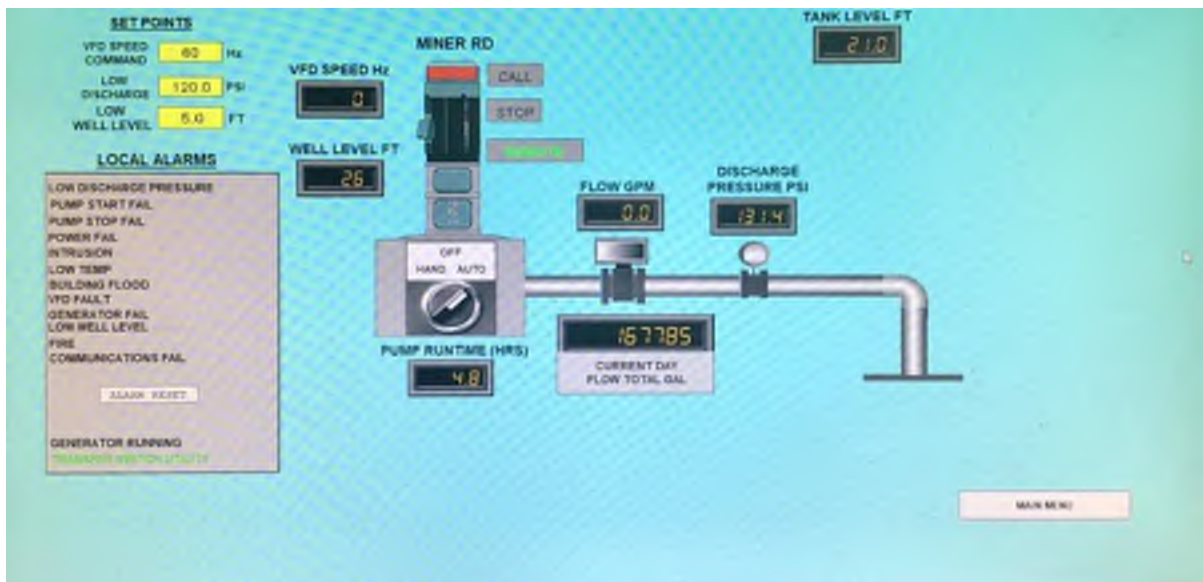 SET POINTS
VFD SPEED COMMAND 60 Hz
LOW DISCHARGE 120.0 PSI
LOW WELL LEVEL 5.0 FT
LOCAL ALARMS
LOW DISCHARGE PRESSURE
PUMP START FAIL
PUMP STOP FAIL
POWER FAIL
INTRUSION
LOW TEMP
BUILDING FLOOD
VFD FAULT
GENERATOR FAIL
LOW WELL LEVEL
FIRE
COMMUNICATIONS FAIL
ALARM RESET
GENERATOR RUNNING
MINER RD
VFD SPEED Hz
0
CALL
STOP
REMOTE
WELL LEVEL FT
26
OFF
HAND AUTO
PUMP RUNTIME (HRS)
4.8
FLOW GPM
0.0
167785
CURRENT DAY
FLOW TOTAL GAL
DISCHARGE
PRESSURE PSI
131.4
TANK LEVEL FT
21.0
MAIN MENU